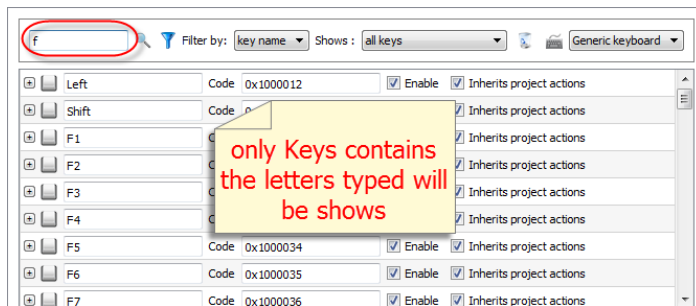 f Filter by: key name Shows : all keys Generic keyboard
Left Code 0x1000012 Enable Inherits project actions
Shift Code Inherits project actions
F1 Inherits project actions
F2 Inherits project actions
F3 Inherits project actions
F4 Inherits project actions
only Keys contains
the letters typed will
be shows
F5 Code 0x1000034 Enable Inherits project actions
F6 Code 0x1000035 Enable Inherits project actions
F7 Code 0x1000036 Enable Inherits project actions